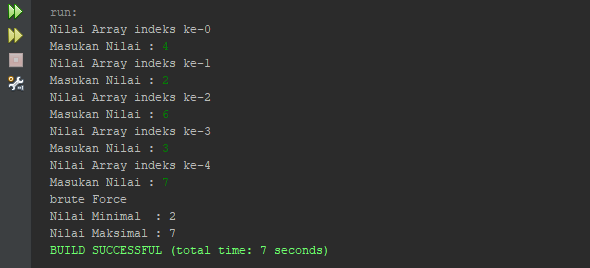 run:
Nilai Array indeks ke-0
Masukan Nilai : 4
Nilai Array indeks ke-1
Masukan Nilai : 2
Nilai Array indeks ke-2
Masukan Nilai : 6
Nilai Array indeks ke-3
Masukan Nilai : 3
Nilai Array indeks ke-4
Masukan Nilai : 7
brute Force
Nilai Minimal  : 2
Nilai Maksimal : 7
BUILD SUCCESSFUL (total time: 7 seconds)